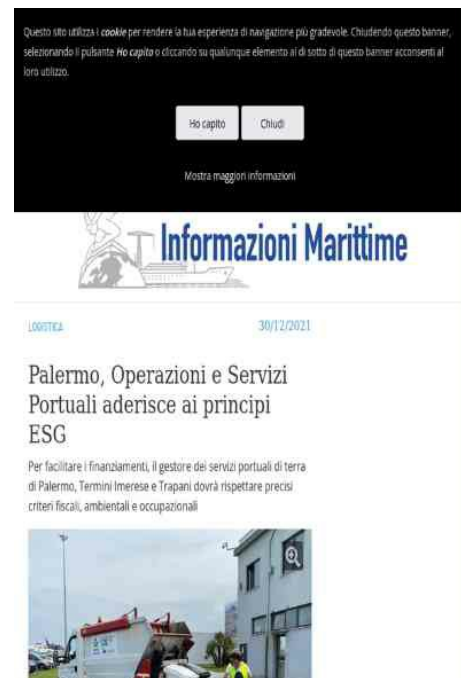 Questo sito utilizza i cookie per rendere la tua esperienza di navigazione più gradevole. Chiudendo questo banner,
selezionando il pulsante Ho capito o cliccando su qualunque elemento al di sotto di questo banner acconsenti al
loro utilizzo.
Ho capito
Chiudi
Mostra maggiori informazioni
Informazioni Marittime
LOGISTICA
30/12/2021
Palermo, Operazioni e Servizi
Portuali aderisce ai principi
ESG
Per facilitare i finanziamenti, il gestore dei servizi portuali di terra
di Palermo, Termini Imerese e Trapani dovrà rispettare precisi
criteri fiscali, ambientali e occupazionali